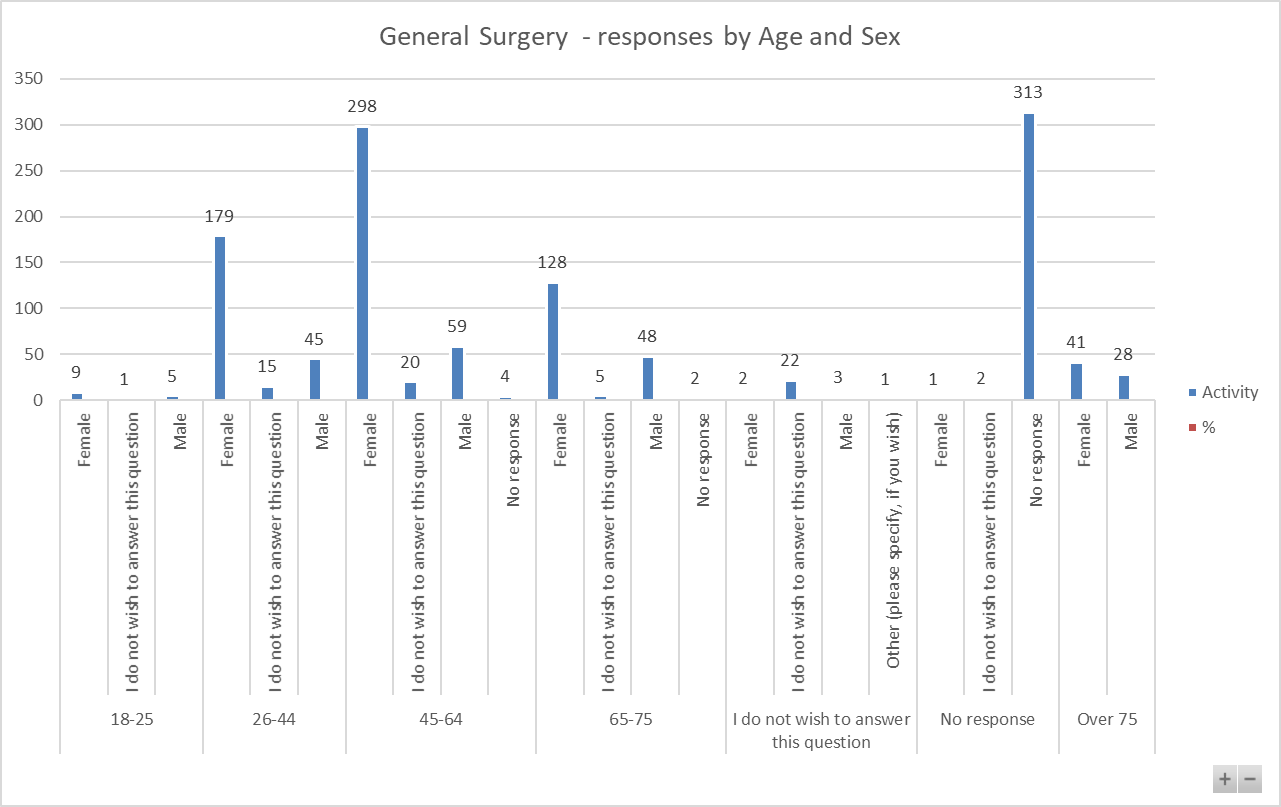 General Surgery - responses by Age and Sex
350
300
250
200
150
100
50
0
9
1
5
179
15
45
298
20
59
4
128
5
48
2
2
22
3
1
1
2
313
41
28
Female
I do not wish to answer this question
Male
Female
I do not wish to answer this question
Male
Female
I do not wish to answer this question
Male
No response
Female
I do not wish to answer this question
Male
No response
Female
I do not wish to answer this question
Male
Other (please specify, if you wish)
Female
I do not wish to answer this question
No response
Female
Male
18-25
26-44
45-64
65-75
I do not wish to answer
this question
No response
Over 75
Activity
%
+ −